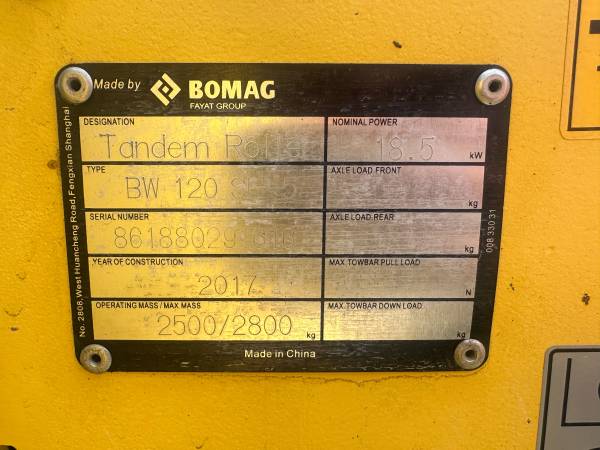 Made by BOMAG
FAYAT GROUP
DESIGNATION
Tandem Roller
NOMINAL POWER
18.5 kW
TYPE
BW 120
AXLE LOAD.FRONT
kg
SERIAL NUMBER
AXLE LOAD.REAR
kg
YEAR OF CONSTRUCTION
2017
MAX.TOWBAR PULL LOAD
N
OPERATING MASS / MAX MASS
2500/2800 kg
MAX.TOWBAR DOWN LOAD
kg
Made in China
No. 2808,West Huancheng Road,Fengxian Shanghai
008 330 31